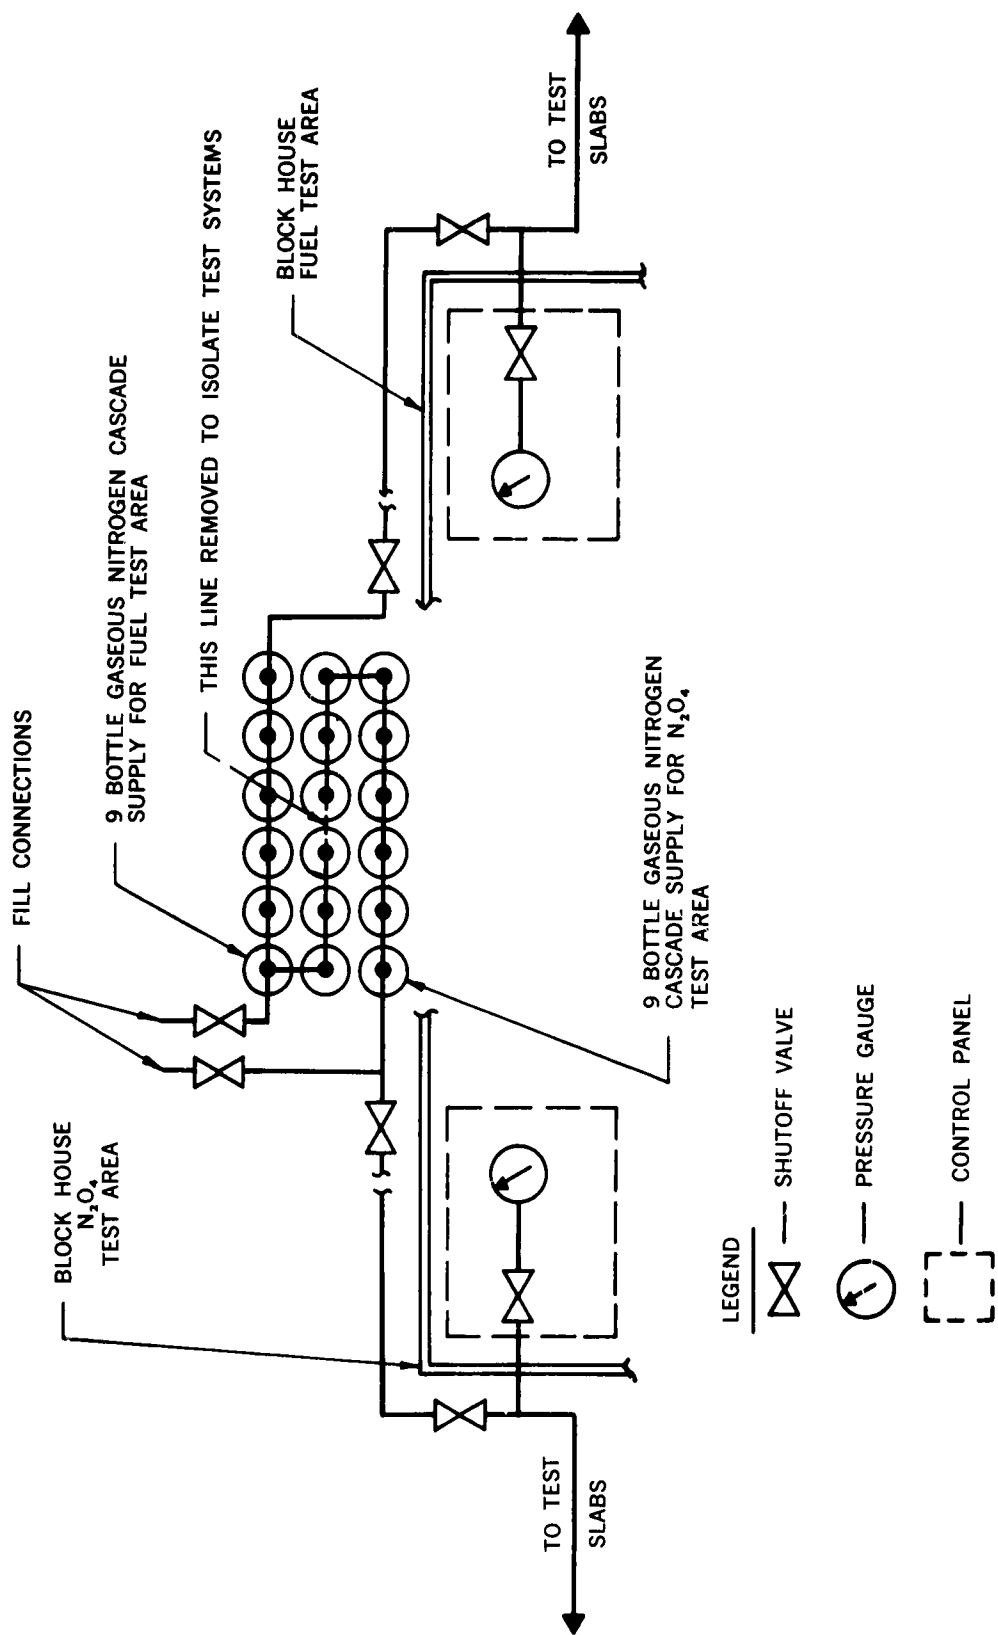 FILL CONNECTIONS
9 BOTTLE GASEOUS NITROGEN CASCADE
SUPPLY FOR FUEL TEST AREA
THIS LINE REMOVED TO ISOLATE TEST SYSTEMS
BLOCK HOUSE
FUEL TEST AREA
BLOCK HOUSE
N₂O₄
TEST AREA
TO TEST
SLABS
TO TEST
SLABS
9 BOTTLE GASEOUS NITROGEN
CASCADE SUPPLY FOR N₂O₄
TEST AREA
LEGEND
SHUTOFF VALVE
PRESSURE GAUGE
CONTROL PANEL